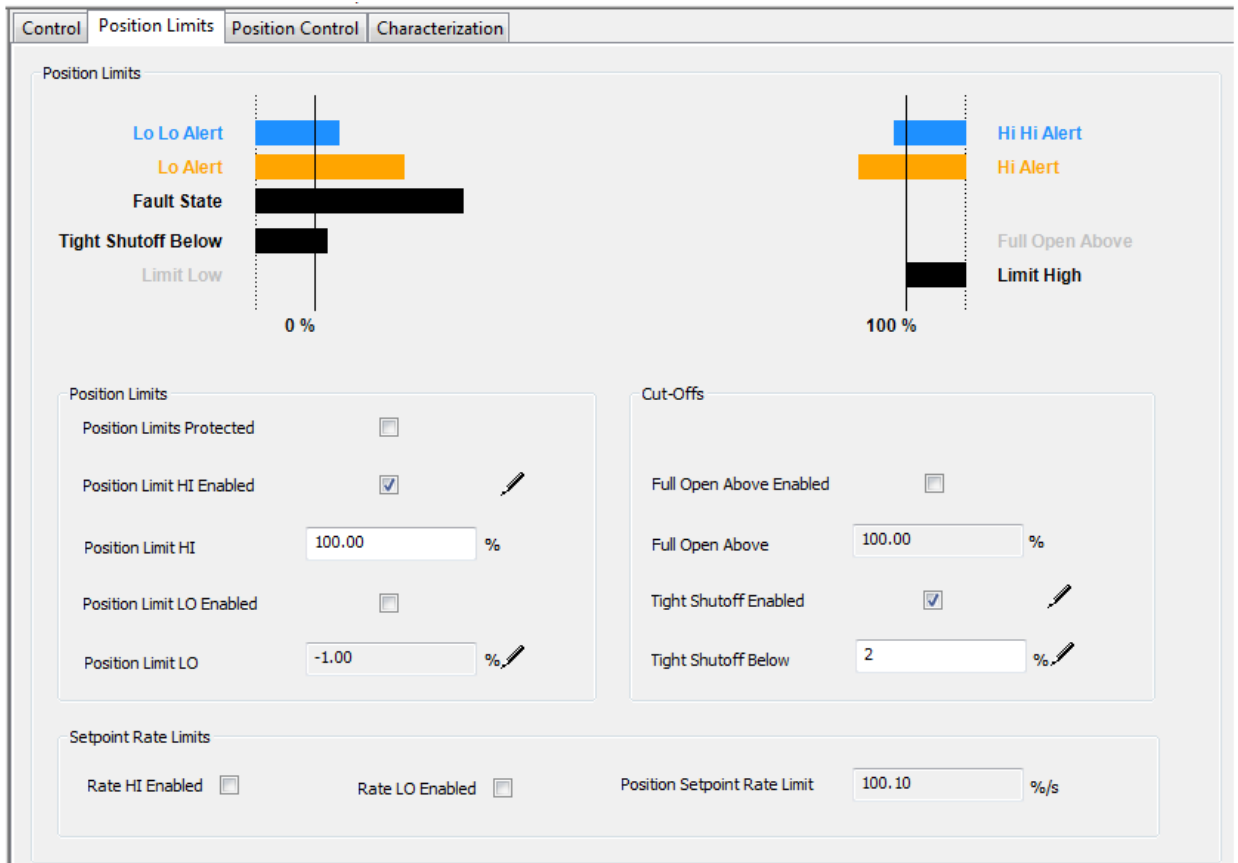 Control Position Limits Position Control Characterization
Position Limits
Lo Lo Alert Hi Hi Alert
Lo Alert Hi Alert
Fault State
Tight Shutoff Below Full Open Above
Limit Low Limit High
0 % 100 %
Position Limits
Position Limits Protected
Position Limit HI Enabled
Position Limit HI 100.00 %
Position Limit LO Enabled
Position Limit LO -1.00 %
Cut-Offs
Full Open Above Enabled
Full Open Above 100.00 %
Tight Shutoff Enabled
Tight Shutoff Below 2 %
Setpoint Rate Limits
Rate HI Enabled Rate LO Enabled Position Setpoint Rate Limit 100.10 %/s